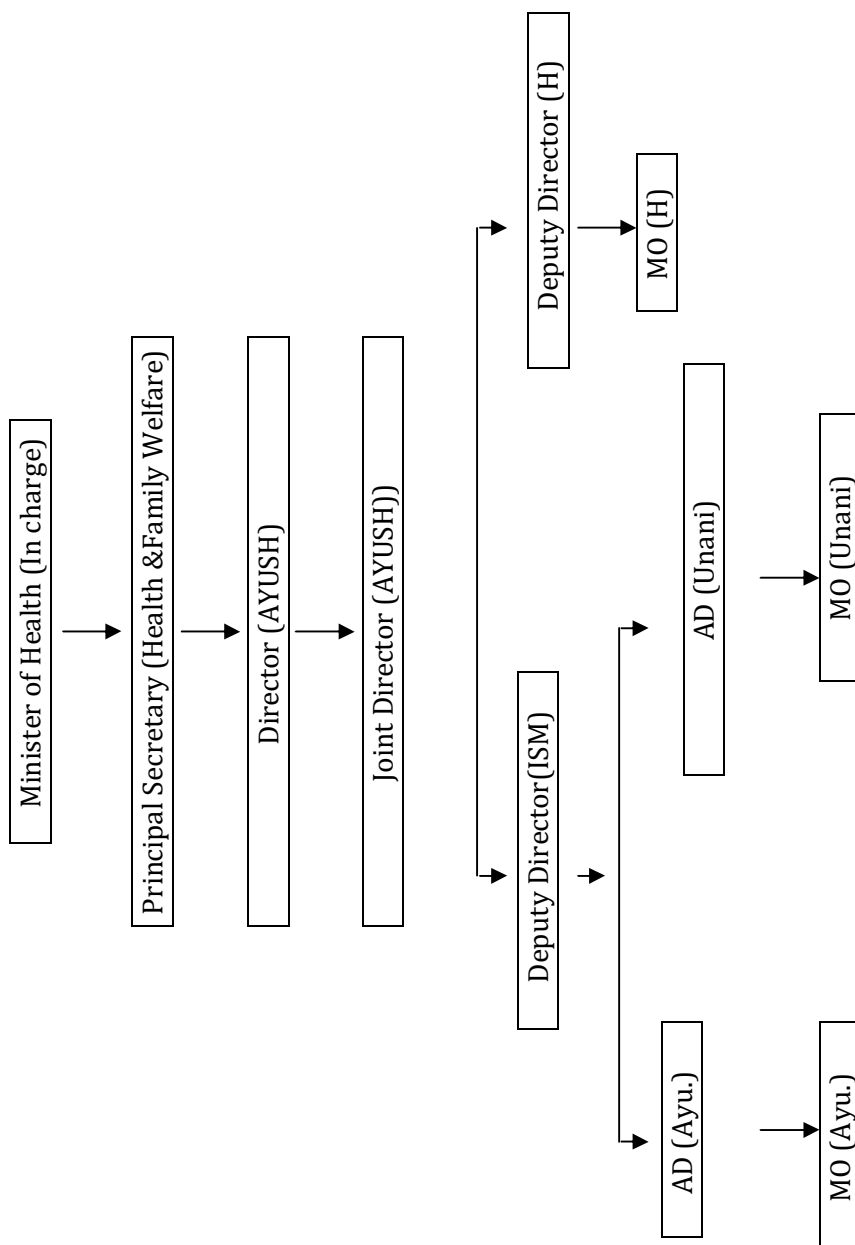 Minister of Health (In charge)
Principal Secretary (Health &Family Welfare)
Director (AYUSH)
Joint Director (AYUSH))
Deputy Director(ISM)
Deputy Director (H)
MO (H)
AD (Ayu.)
AD (Unani)
MO (Ayu.)
MO (Unani)